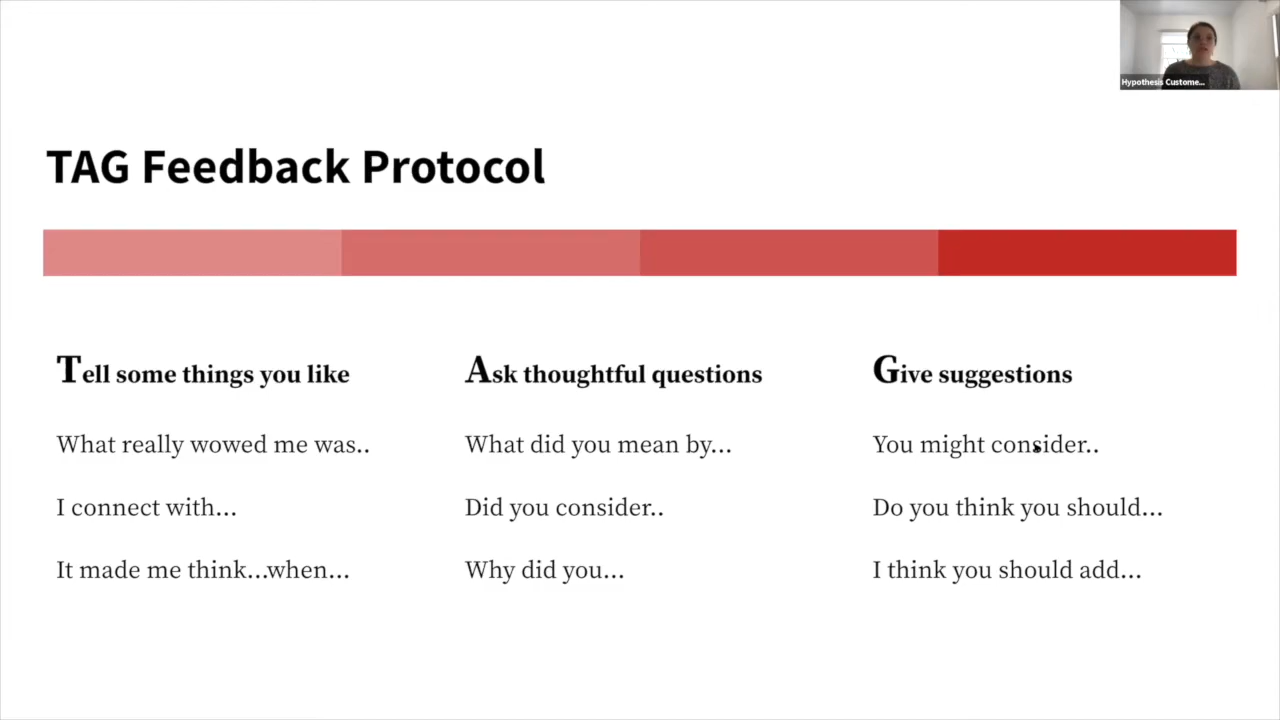 Hypothesis Custome...
TAG Feedback Protocol
Tell some things you like
What really wowed me was..
I connect with...
It made me think...when...
Ask thoughtful questions
What did you mean by...
Did you consider..
Why did you...
Give suggestions
You might consider..
Do you think you should...
I think you should add...